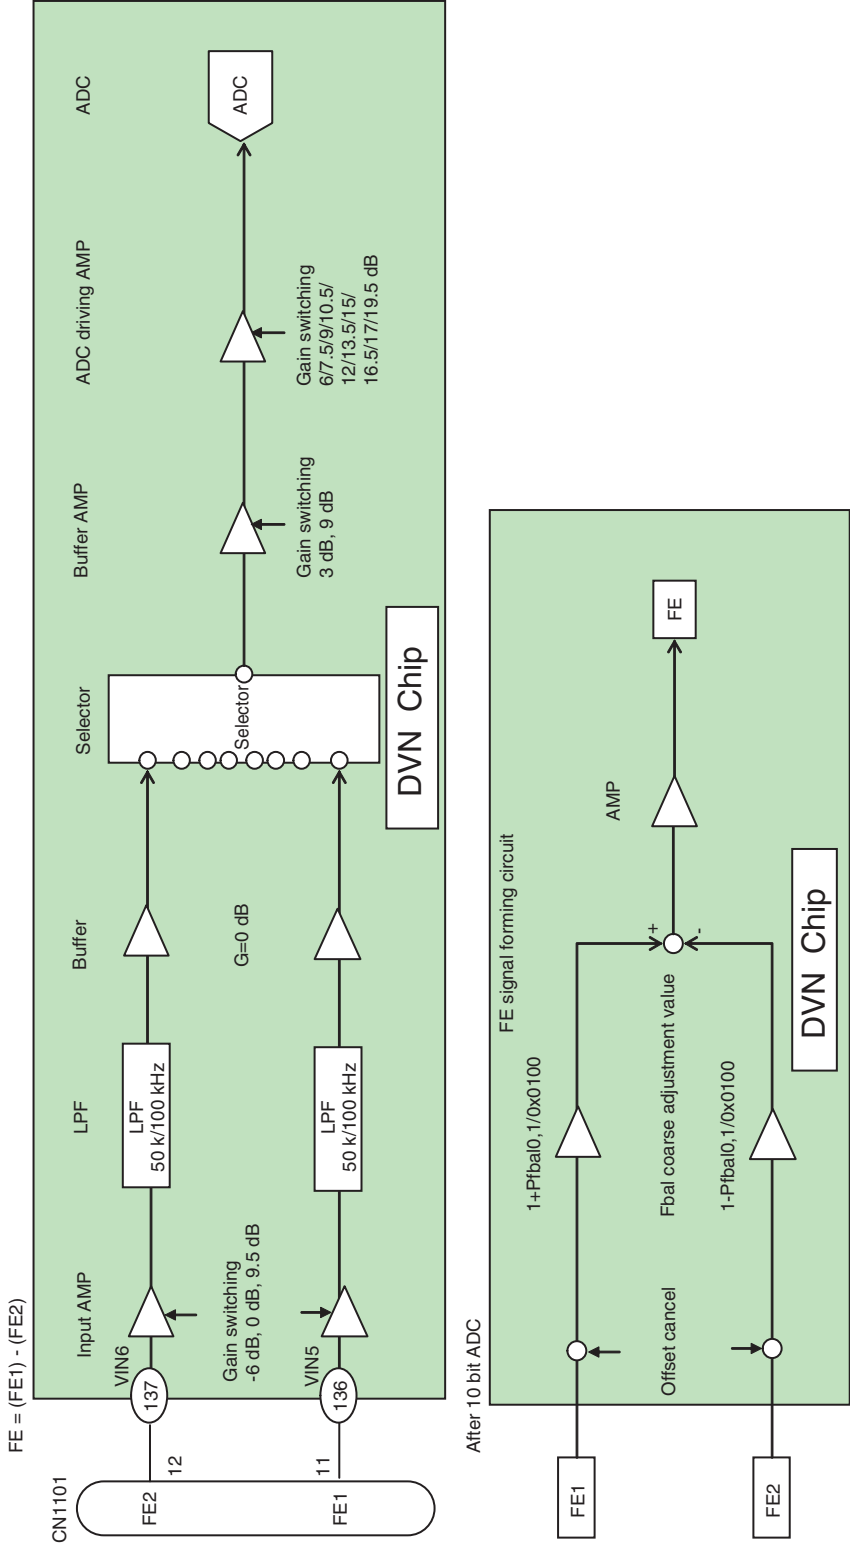 FE = (FE1) - (FE2)
CN1101
FE2
12
137
VIN6
Input AMP
LPF
LPF
50 k/100 kHz
Buffer
Selector
Buffer AMP
ADC driving AMP
ADC
Gain switching
-6 dB, 0 dB, 9.5 dB
G=0 dB
Selector
Gain switching
3 dB, 9 dB
Gain switching
6/7.5/9/10.5/
12/13.5/15/
16.5/17/19.5 dB
ADC
FE1
11
136
VIN5
LPF
50 k/100 kHz
DVN Chip
After 10 bit ADC
FE signal forming circuit
FE1
1+Pfbal0,1/0x0100
AMP
Offset cancel
Fbal coarse adjustment value
+
-
FE
FE2
1-Pfbal0,1/0x0100
DVN Chip